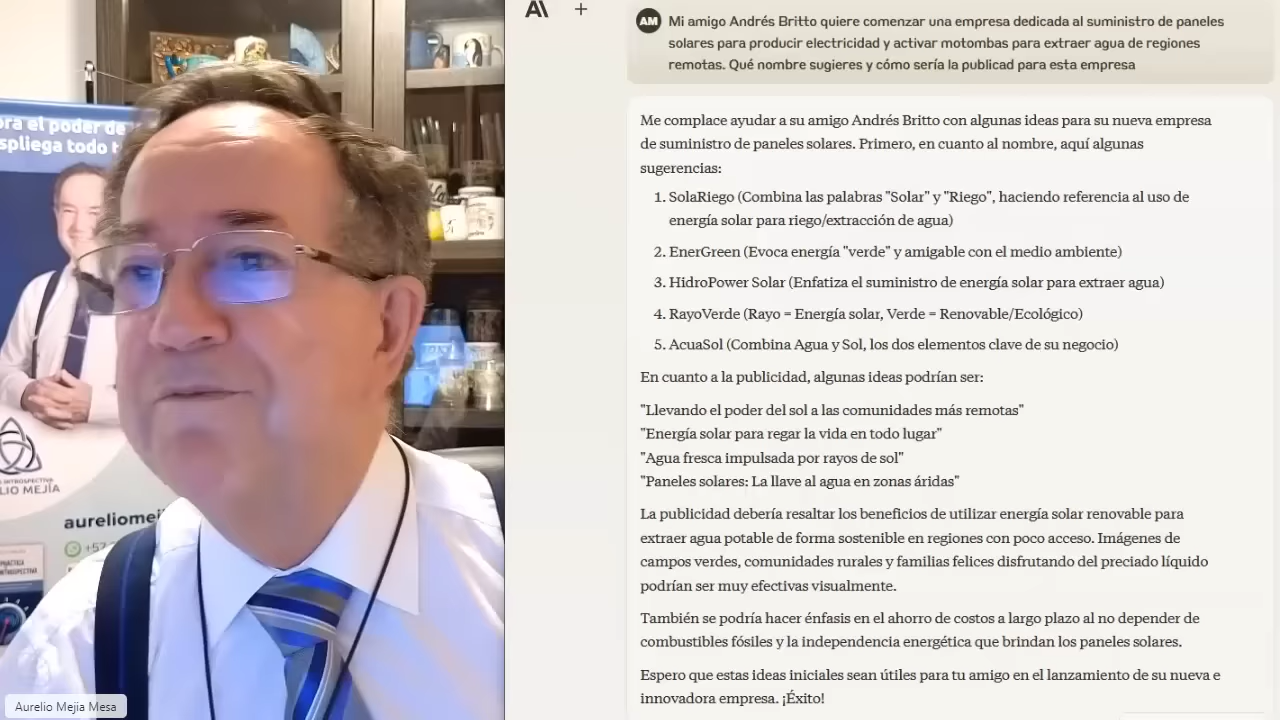 ra el poder de
spliega todo t
INTROSPECTIVA
LIO MEJÍA
aureliomeji
+57
PRÁCTICA
Aurelio Mejia Mesa
A\ +
AM
Mi amigo Andrés Britto quiere comenzar una empresa dedicada al suministro de paneles
solares para producir electricidad y activar motombas para extraer agua de regiones
remotas. Qué nombre sugieres y cómo sería la publicad para esta empresa
Me complace ayudar a su amigo Andrés Britto con algunas ideas para su nueva empresa
de suministro de paneles solares. Primero, en cuanto al nombre, aquí algunas
sugerencias:
1. SolaRiego (Combina las palabras "Solar" y "Riego", haciendo referencia al uso de
energía solar para riego/extracción de agua)
2. EnerGreen (Evoca energía "verde" y amigable con el medio ambiente)
3. HidroPower Solar (Enfatiza el suministro de energía solar para extraer agua)
4. RayoVerde (Rayo = Energía solar, Verde = Renovable/Ecológico)
5. AcuaSol (Combina Agua y Sol, los dos elementos clave de su negocio)
En cuanto a la publicidad, algunas ideas podrían ser:
"Llevando el poder del sol a las comunidades más remotas"
"Energía solar para regar la vida en todo lugar"
"Agua fresca impulsada por rayos de sol"
"Paneles solares: La llave al agua en zonas áridas"
La publicidad debería resaltar los beneficios de utilizar energía solar renovable para
extraer agua potable de forma sostenible en regiones con poco acceso. Imágenes de
campos verdes, comunidades rurales y familias felices disfrutando del preciado líquido
podrían ser muy efectivas visualmente.
También se podría hacer énfasis en el ahorro de costos a largo plazo al no depender de
combustibles fósiles y la independencia energética que brindan los paneles solares.
Espero que estas ideas iniciales sean útiles para tu amigo en el lanzamiento de su nueva e
innovadora empresa. ¡Éxito!